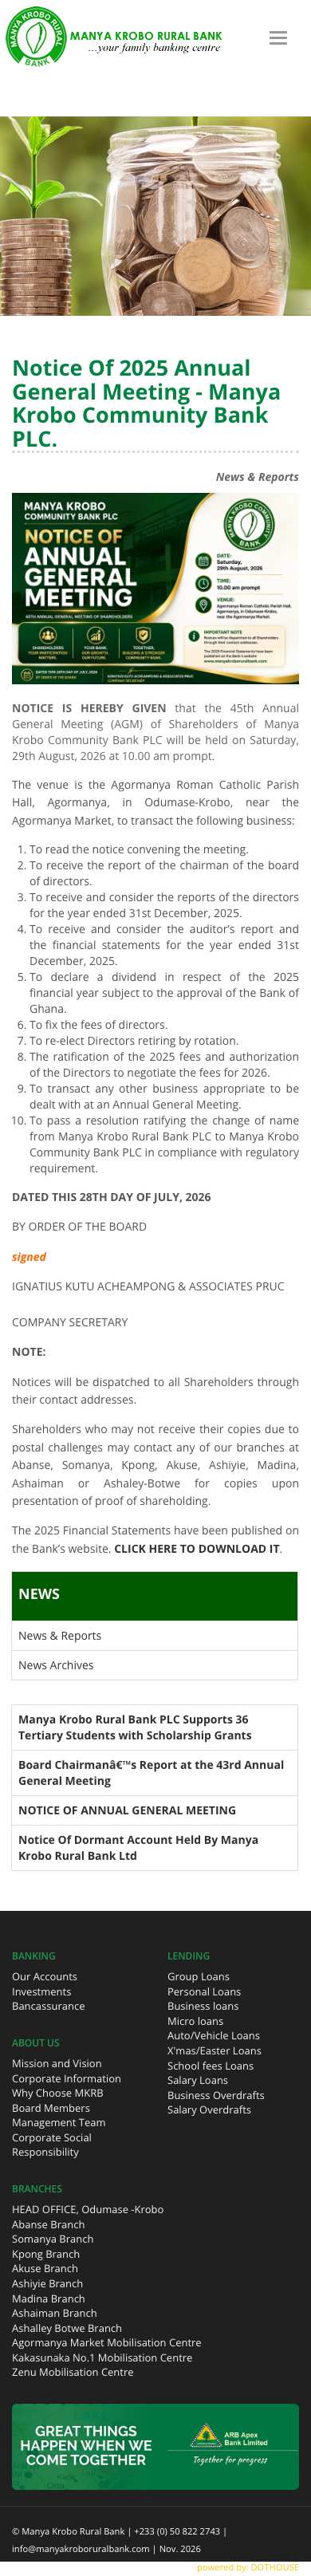 MANYA KROBO RURAL BANK
MANYA KROBO RURAL BANK
...your family banking centre
Notice Of 2025 Annual
General Meeting - Manya
Krobo Community Bank
PLC.
News & Reports
MANYA KROBO
COMMUNITY BANK PLC
NOTICE OF
ANNUAL
GENERAL
MEETING
DATE:
Saturday,
29th August, 2026
TIME:
10.00 am prompt
VENUE:
IMPORTANT NOTE
NOTICE IS HEREBY GIVEN that the 45th Annual
General Meeting (AGM) of Shareholders of Manya
Krobo Community Bank PLC will be held on Saturday,
29th August, 2026 at 10.00 am prompt.
The venue is the Agormanya Roman Catholic Parish
Hall, Agormanya, in Odumase-Krobo, near the
Agormanya Market, to transact the following business:
1. To read the notice convening the meeting.
2. To receive the report of the chairman of the board
of directors.
3. To receive and consider the reports of the directors
for the year ended 31st December, 2025.
4. To receive and consider the auditor's report and
the financial statements for the year ended 31st
December, 2025.
5. To declare a dividend in respect of the 2025
financial year subject to the approval of the Bank of
Ghana.
6. To fix the fees of directors.
7. To re-elect Directors retiring by rotation.
8. The ratification of the 2025 fees and authorization
of the Directors to negotiate the fees for 2026.
9. To transact any other business appropriate to be
dealt with at an Annual General Meeting.
10. To pass a resolution ratifying the change of name
from Manya Krobo Rural Bank PLC to Manya Krobo
Community Bank PLC in compliance with regulatory
requirement.
DATED THIS 28TH DAY OF JULY, 2026
BY ORDER OF THE BOARD
signed
IGNATIUS KUTU ACHEAMPONG & ASSOCIATES PRUC
COMPANY SECRETARY
NOTE:
Notices will be dispatched to all Shareholders through
their contact addresses.
Shareholders who may not receive their copies due to
postal challenges may contact any of our branches at
Abanse, Somanya, Kpong, Akuse, Ashiyie, Madina,
Ashaiman or Ashaley-Botwe for copies upon
presentation of proof of shareholding.
The 2025 Financial Statements have been published on
the Bank's website. CLICK HERE TO DOWNLOAD IT.
NEWS
News & Reports
News Archives
Manya Krobo Rural Bank PLC Supports 36
Tertiary Students with Scholarship Grants
Board Chairmanâ€™s Report at the 43rd Annual
General Meeting
NOTICE OF ANNUAL GENERAL MEETING
Notice Of Dormant Account Held By Manya
Krobo Rural Bank Ltd
BANKING
Our Accounts
Investments
Bancassurance
LENDING
Group Loans
Personal Loans
Business loans
Micro loans
Auto/Vehicle Loans
X'mas/Easter Loans
School fees Loans
Salary Loans
Business Overdrafts
Salary Overdrafts
ABOUT US
Mission and Vision
Corporate Information
Why Choose MKRB
Board Members
Management Team
Corporate Social
Responsibility
BRANCHES
HEAD OFFICE, Odumase -Krobo
Abanse Branch
Somanya Branch
Kpong Branch
Akuse Branch
Ashiyie Branch
Madina Branch
Ashaiman Branch
Ashalley Botwe Branch
Agormanya Market Mobilisation Centre
Kakasunaka No.1 Mobilisation Centre
Zenu Mobilisation Centre
GREAT THINGS
HAPPEN WHEN WE
COME TOGETHER
ARB Apex
Bank Limited
Together for progress
© Manya Krobo Rural Bank | +233 (0) 50 822 2743 |
info@manyakroboruralbank.com | Nov. 2026
powered by: DOTHOUSE